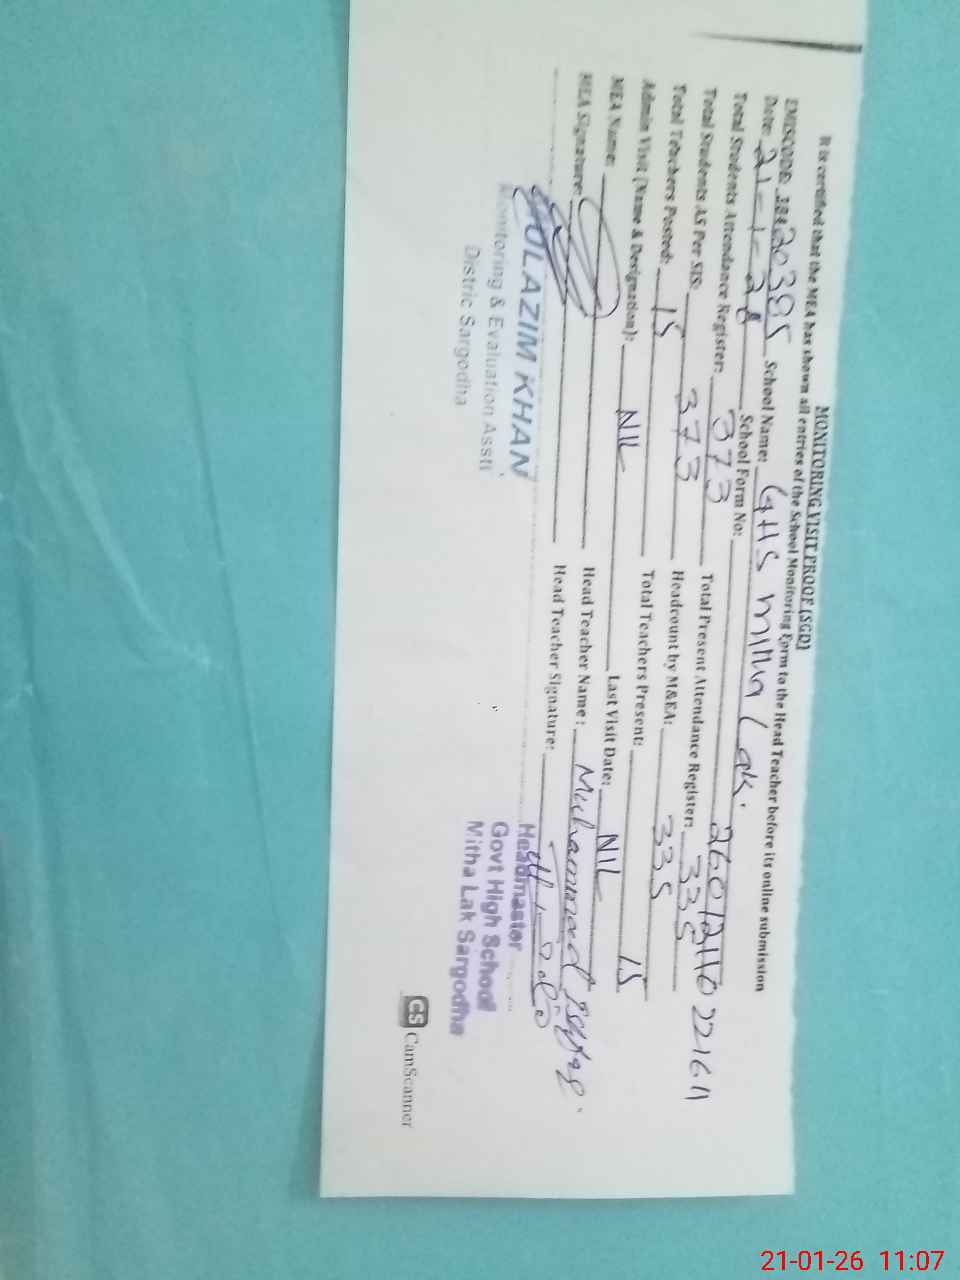 MONITORING VISIT PROOF (SGD)
It is certified that the MEA has shown all entries of the School Monitoring Form to the Head Teacher before its online submission
EMISCODE: 38420385 School Name: GHS Mitha Lak.
Date: 21-1-26 School Form No: 26012110221611
Total Students Attendance Register: 373 Total Present Attendance Register: 335
Total Students AS Per SIS: 373 Headcount by M&EA: 335
Total Teachers Posted: 15 Total Teachers Present: 15
Admin Visit (Name & Designation): NIL Last Visit Date: NIL
MEA Name: Head Teacher Name: Muhammad
MEA Signature: Head Teacher Signature:
GULAZIM KHAN
Monitoring & Evaluation Asstt
Distric Sargodha
Headmaster
Govt High School
Mitha Lak Sargodha
CS CamScanner
21-01-26 11:07